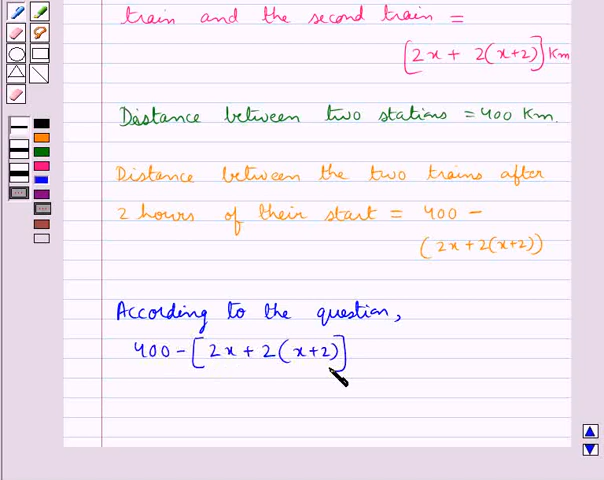 train and the second train =
[2x + 2(x+2)] Km
Distance between two stations = 400 Km.
Distance between the two trains after
2 hours of their start = 400 -
(2x+2(x+2))
According to the question,
400 - [2x + 2(x+2)]